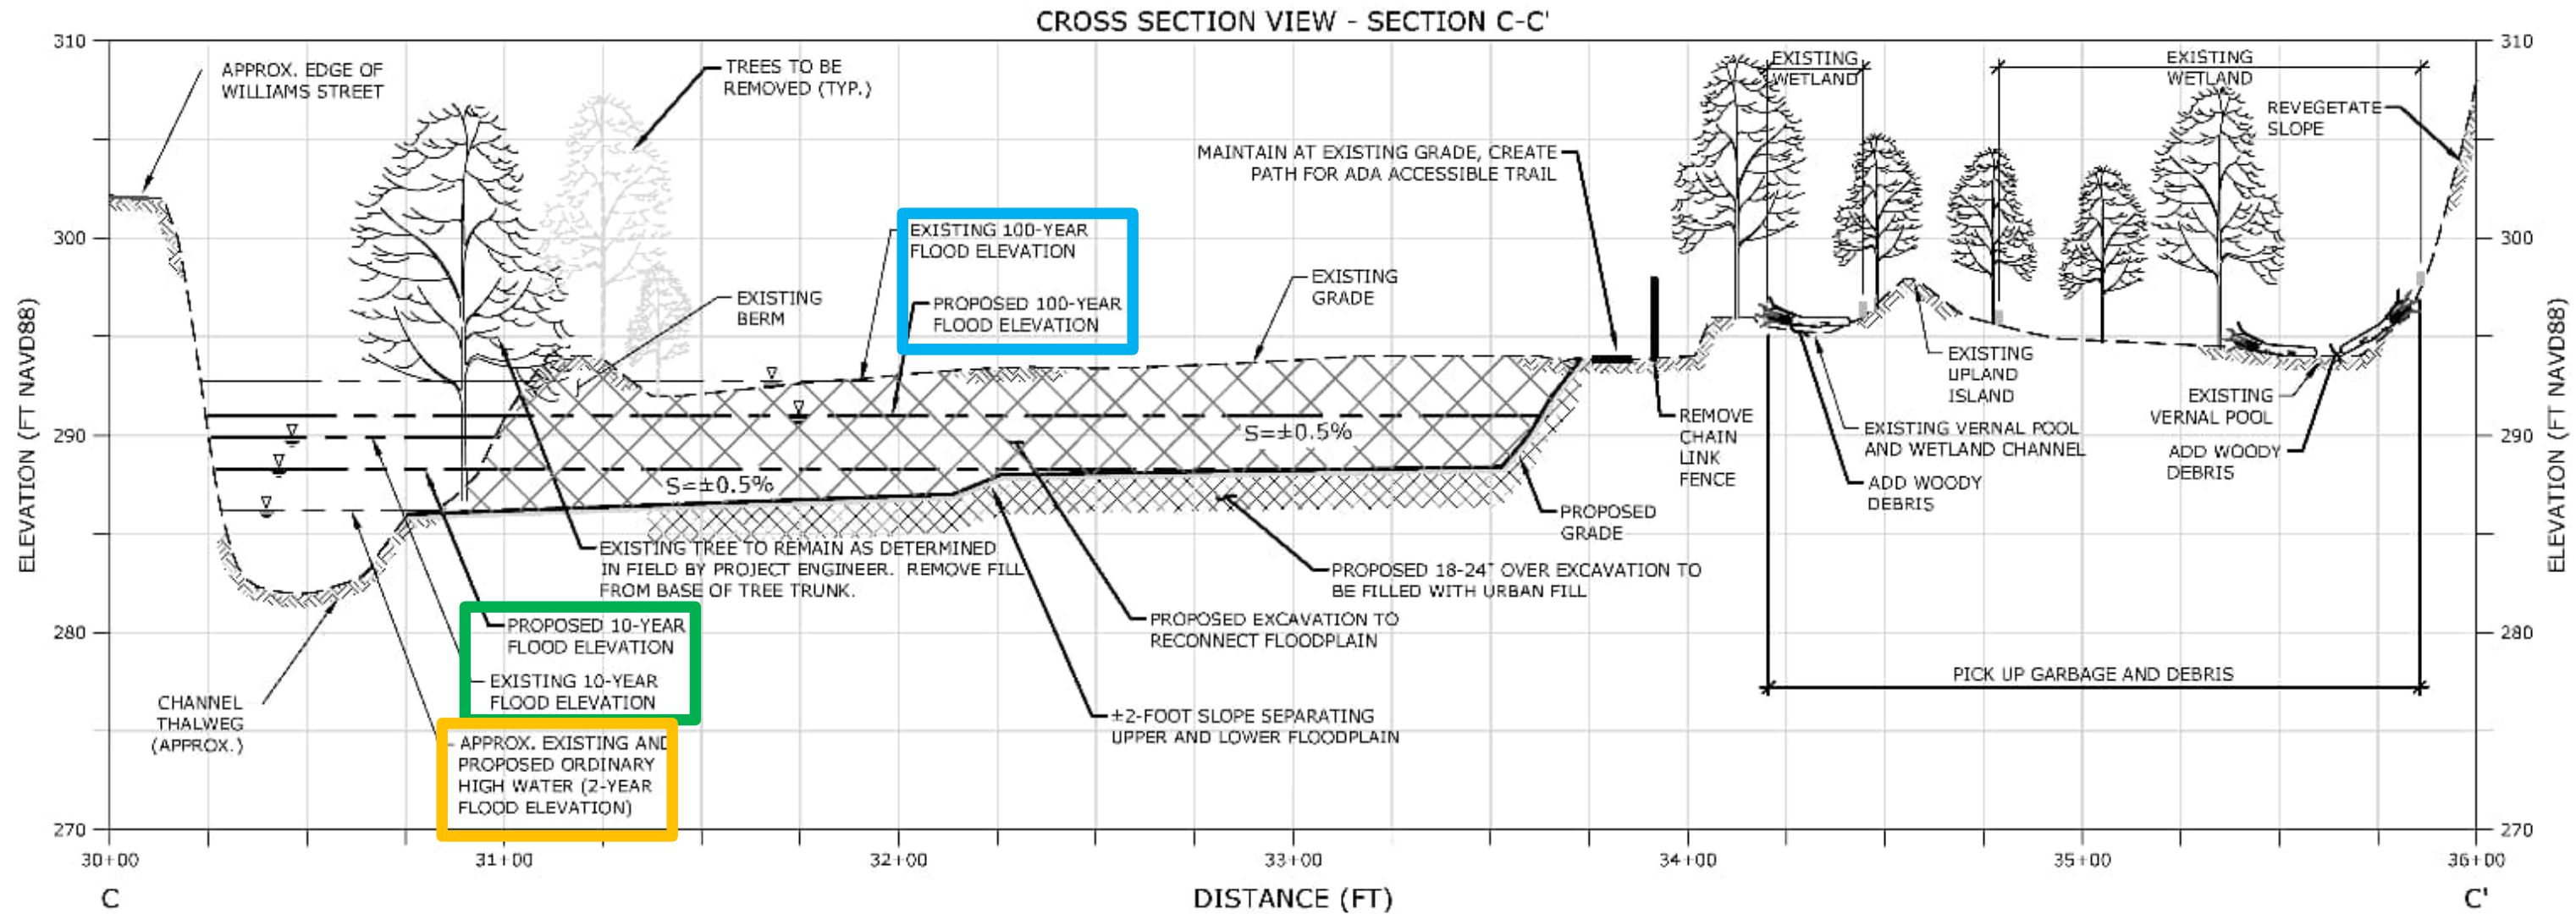 CROSS SECTION VIEW - SECTION C-C'
310
310
APPROX. EDGE OF
WILLIAMS STREET
TREES TO BE
REMOVED (TYP.)
EXISTING
WETLAND
EXISTING
WETLAND
REVEGETATE
SLOPE
MAINTAIN AT EXISTING GRADE, CREATE
PATH FOR ADA ACCESSIBLE TRAIL
300
300
EXISTING 100-YEAR
FLOOD ELEVATION
EXISTING
GRADE
EXISTING
BERM
PROPOSED 100-YEAR
FLOOD ELEVATION
ELEVATION (FT NAVD88)
ELEVATION (FT NAVD88)
EXISTING
UPLAND
ISLAND
EXISTING
VERNAL POOL
REMOVE
CHAIN
LINK
FENCE
EXISTING VERNAL POOL
AND WETLAND CHANNEL
ADD WOODY
DEBRIS
ADD WOODY
DEBRIS
290
290
S=±0.5%
S=±0.5%
PROPOSED
GRADE
EXISTING TREE TO REMAIN AS DETERMINED
IN FIELD BY PROJECT ENGINEER. REMOVE FILL
FROM BASE OF TREE TRUNK.
PROPOSED 18-24" OVER EXCAVATION TO
BE FILLED WITH URBAN FILL
PROPOSED 10-YEAR
FLOOD ELEVATION
PROPOSED EXCAVATION TO
RECONNECT FLOODPLAIN
280
280
EXISTING 10-YEAR
FLOOD ELEVATION
PICK UP GARBAGE AND DEBRIS
CHANNEL
THALWEG
(APPROX.)
±2-FOOT SLOPE SEPARATING
UPPER AND LOWER FLOODPLAIN
APPROX. EXISTING AND
PROPOSED ORDINARY
HIGH WATER (2-YEAR
FLOOD ELEVATION)
270
270
30+00
31+00
32+00
33+00
34+00
35+00
36+00
C
DISTANCE (FT)
C'